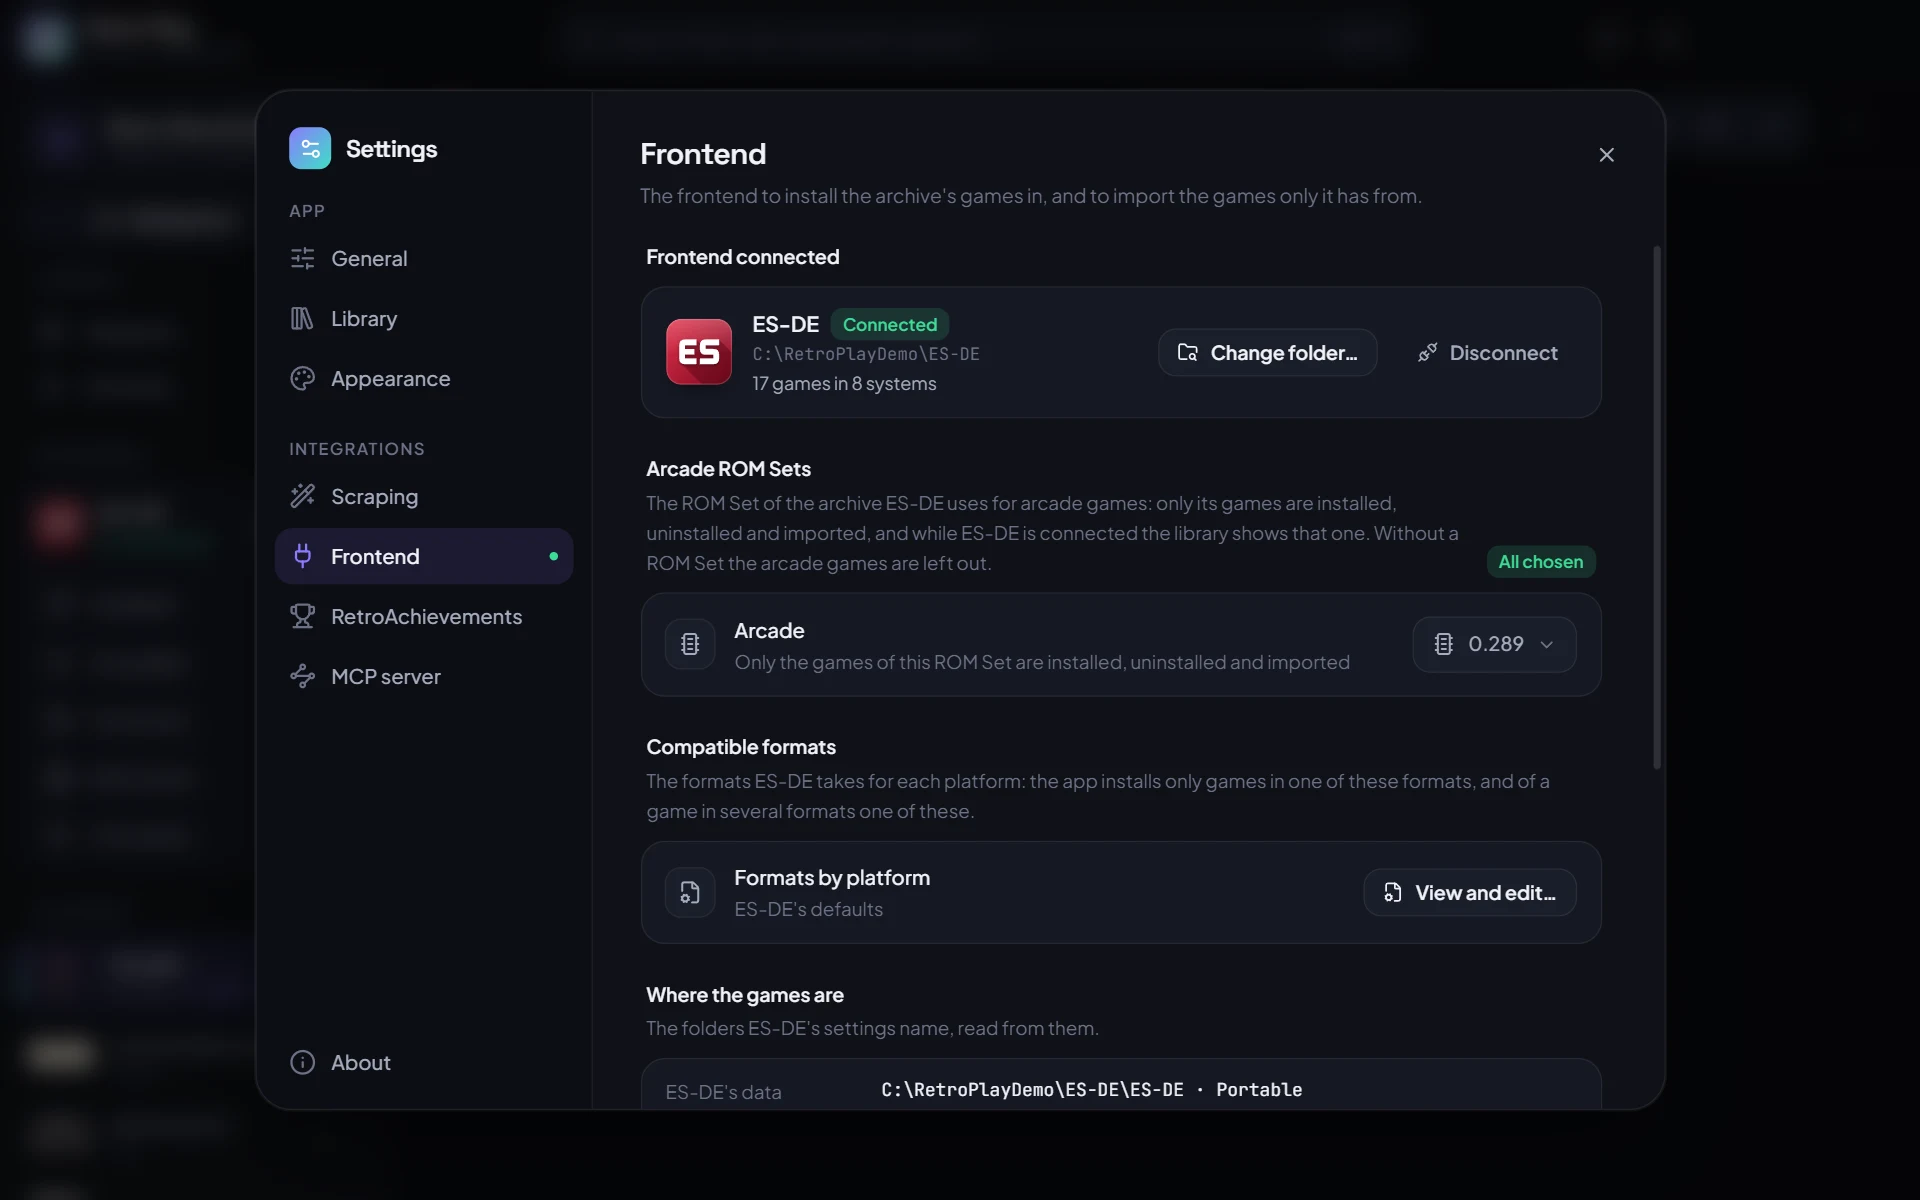 Settings
APP
General
Library
Appearance
INTEGRATIONS
Scraping
Frontend
RetroAchievements
MCP server
About
Frontend
The frontend to install the archive's games in, and to import the games only it has from.
Frontend connected
ES
ES-DE Connected
C:\RetroPlayDemo\ES-DE
17 games in 8 systems
Change folder...
Disconnect
Arcade ROM Sets
The ROM Set of the archive ES-DE uses for arcade games: only its games are installed,
uninstalled and imported, and while ES-DE is connected the library shows that one. Without a
ROM Set the arcade games are left out.
All chosen
Arcade
Only the games of this ROM Set are installed, uninstalled and imported
0.289
Compatible formats
The formats ES-DE takes for each platform: the app installs only games in one of these formats, and of a
game in several formats one of these.
Formats by platform
ES-DE's defaults
View and edit...
Where the games are
The folders ES-DE's settings name, read from them.
ES-DE's data
C:\RetroPlayDemo\ES-DE\ES-DE · Portable